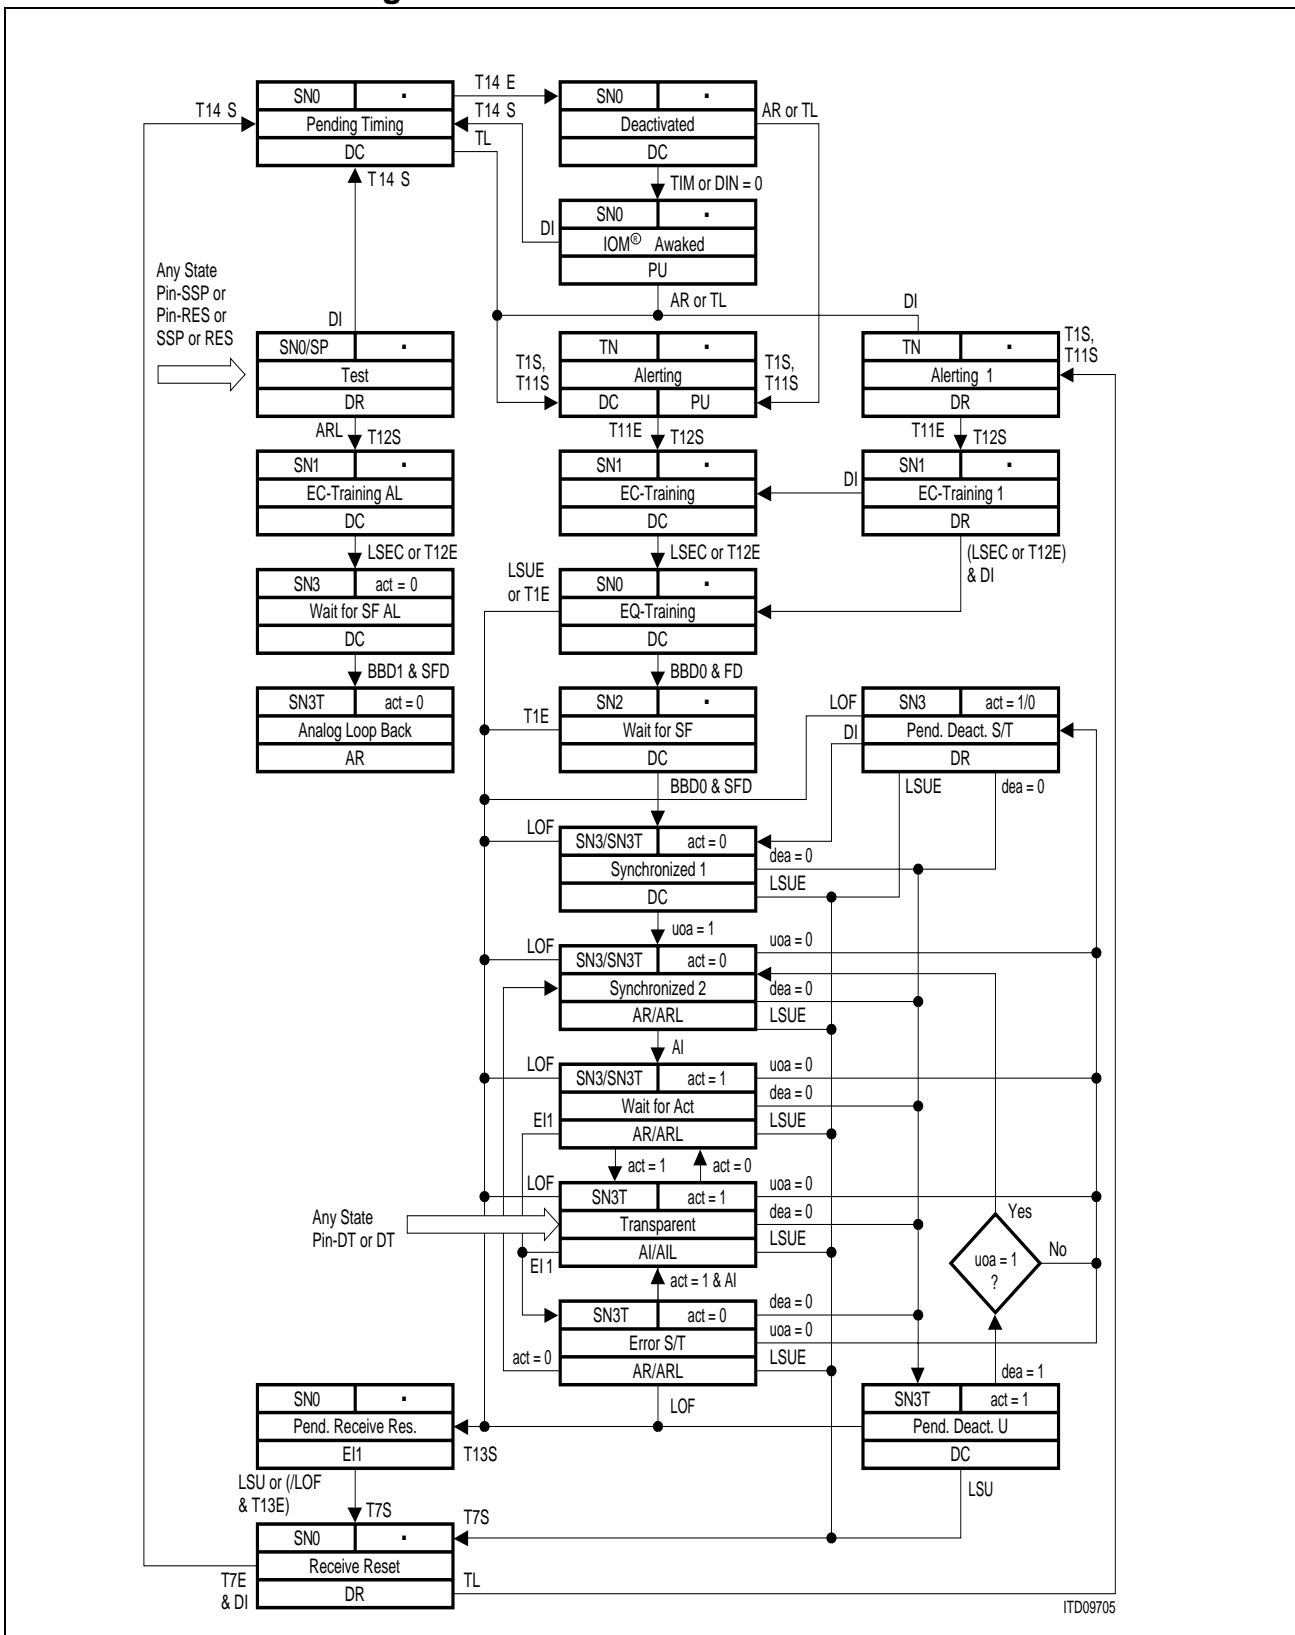 g
T14 S
SN0 ·
Pending Timing
DC
T14 E
T14 S
TL
SN0 ·
Deactivated
DC
AR or TL
T14 S
TIM or DIN = 0
SN0 ·
IOM® Awaked
PU
DI
AR or TL
DI
Any State
Pin-SSP or
Pin-RES or
SSP or RES
DI
SN0/SP ·
Test
DR
T1S,
T11S
TN ·
Alerting
DC PU
T1S,
T11S
TN ·
Alerting 1
DR
T1S,
T11S
ARL T12S
T11E T12S
T11E T12S
SN1 ·
EC-Training AL
DC
SN1 ·
EC-Training
DC
DI
SN1 ·
EC-Training 1
DR
LSEC or T12E
LSEC or T12E
(LSEC or T12E)
& DI
LSUE
or T1E
SN3 act = 0
Wait for SF AL
DC
SN0 ·
EQ-Training
DC
BBD1 & SFD
BBD0 & FD
SN3T act = 0
Analog Loop Back
AR
T1E
SN2 ·
Wait for SF
DC
LOF
DI
SN3 act = 1/0
Pend. Deact. S/T
DR
BBD0 & SFD
LSUE
dea = 0
LOF
SN3/SN3T act = 0
Synchronized 1
DC
dea = 0
LSUE
uoa = 1
LOF
SN3/SN3T act = 0
Synchronized 2
AR/ARL
uoa = 0
dea = 0
LSUE
AI
LOF
SN3/SN3T act = 1
Wait for Act
AR/ARL
uoa = 0
dea = 0
LSUE
EI1
act = 1 act = 0
LOF
SN3T act = 1
Transparent
AI/AIL
uoa = 0
dea = 0
LSUE
Any State
Pin-DT or DT
EI1
act = 1 & AI
Yes
uoa = 1
?
No
SN3T act = 0
Error S/T
AR/ARL
dea = 0
uoa = 0
LSUE
act = 0
dea = 1
LOF
SN0 ·
Pend. Receive Res.
EI1
T13S
SN3T act = 1
Pend. Deact. U
DC
LSU or (/LOF
& T13E)
T7S
T7S
LSU
SN0 ·
Receive Reset
DR
T7E
& DI
TL
ITD09705